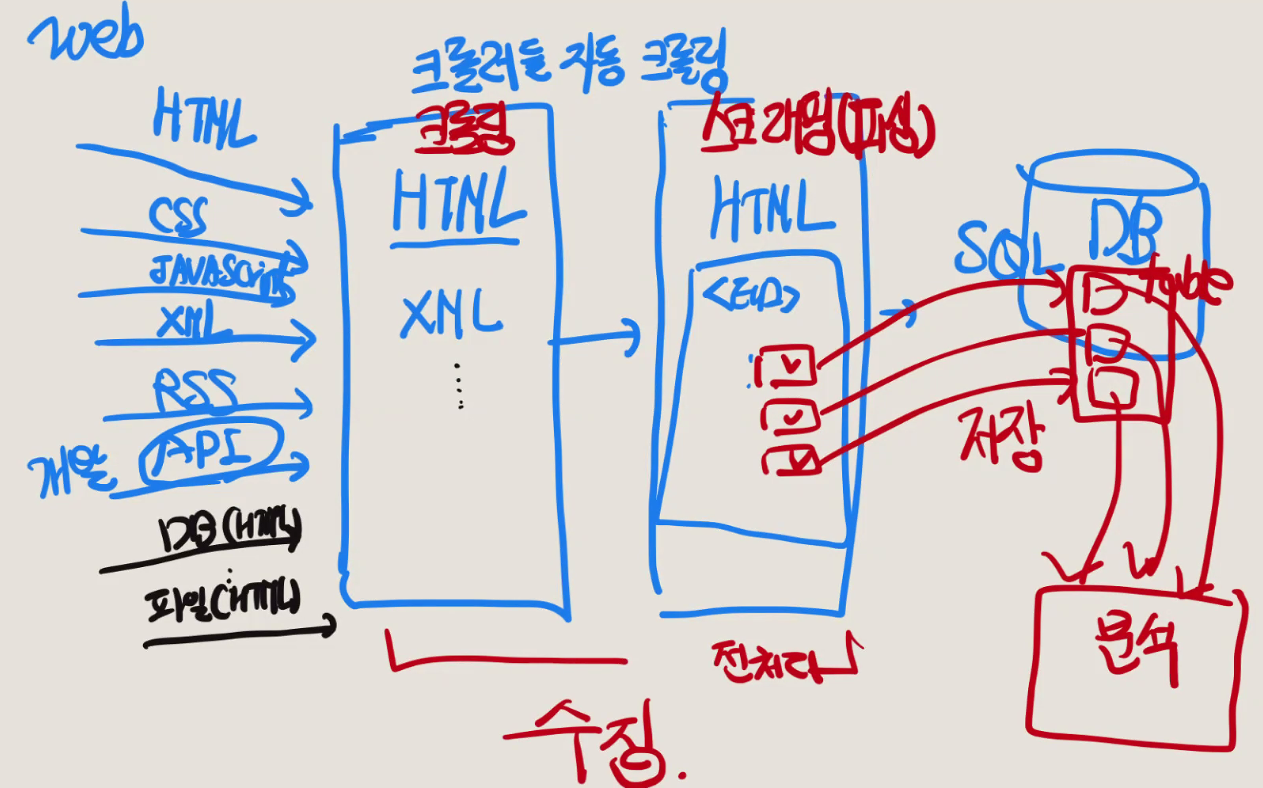 web
크롤러들 자동 크롤링
HTML
CSS
JAVAScript
XML
RSS
개발 API
DB(HTML)
파일(HTML)
크롤링
HTML
XML
스크래핑(파싱)
HTML
SQL
DB
table
저장
전처리
수집.
분석